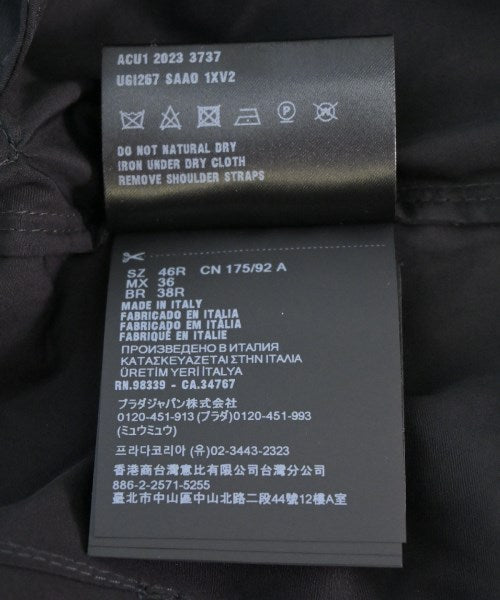 ACU1 2023 3737
UGI267 SAAO 1XV2
DO NOT NATURAL DRY
IRON UNDER DRY CLOTH
REMOVE SHOULDER STRAPS
SZ 46R CN 175/92 A
MX 36
BR 38R
MADE IN ITALY
FABRICADO EN ITALIA
FABRICADO EM ITALIA
FABRIQUÉ EN ITALIE
ПРОИЗВЕДЕНО В ИТАЛИЯ
ΚΑΤΑΣΚΕΥΑΖΕΤΑΙ ΣΤΗΝ ΙΤΑΛΙΑ
ÜRETİM YERİ İTALYA
RN.98339 - CA.34767
プラダジャパン株式会社
0120-451-913 (プラダ)0120-451-993
(ミュウミュウ)
프라다코리아 (유)02-3443-2323
香港商台灣意比有限公司台灣分公司
886-2-2571-5255
臺北市中山區中山北路二段44號12樓A室